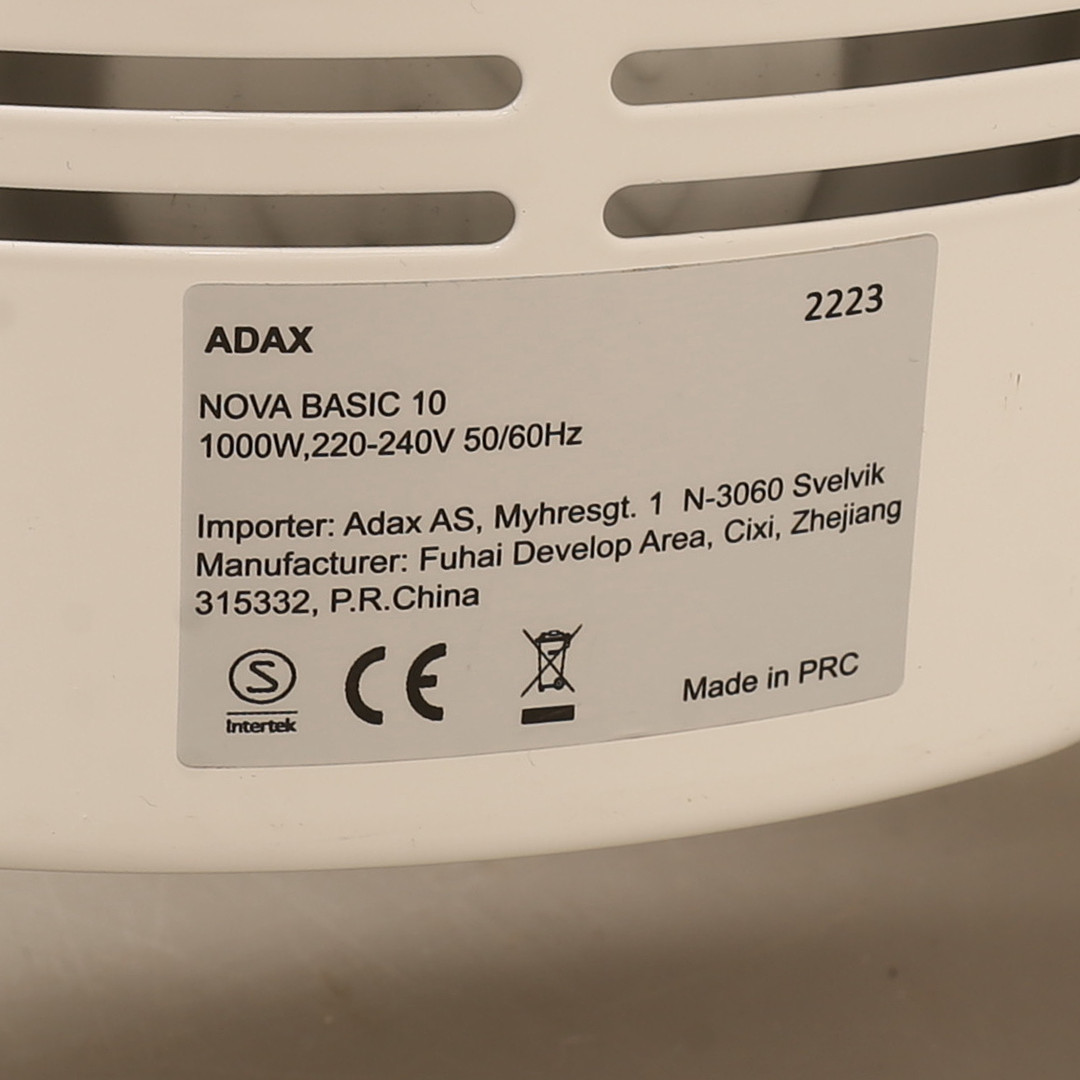 ADAX
2223
NOVA BASIC 10
1000W,220-240V 50/60Hz
Importer: Adax AS, Myhresgt. 1 N-3060 Svelvik
Manufacturer: Fuhai Develop Area, Cixi, Zhejiang
315332, P.R.China
S
Intertek
CE
Made in PRC